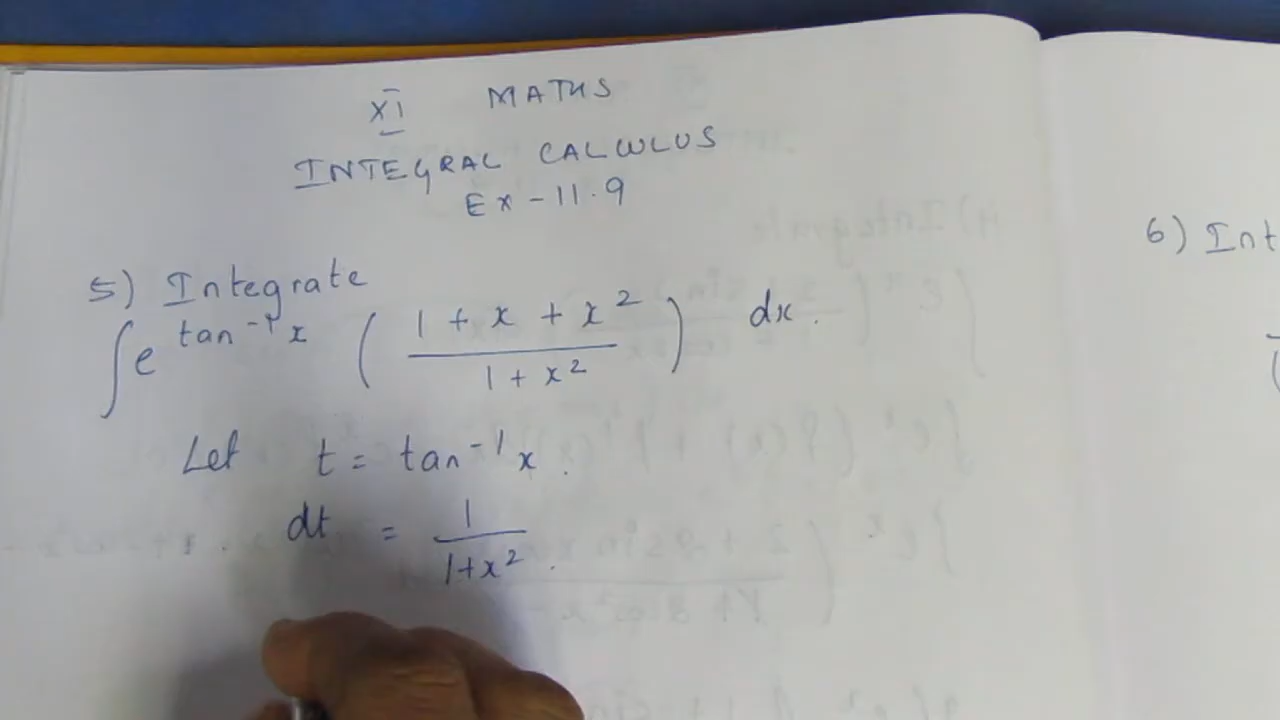 XI MATHS
INTEGRAL CALCULUS
Ex - 11.9
5) Integrate
∫ e^{tan⁻¹x} ( (1 + x + x²) / (1 + x²) ) dx.
Let t = tan⁻¹x.
dt = 1 / (1+x²).
6) Int